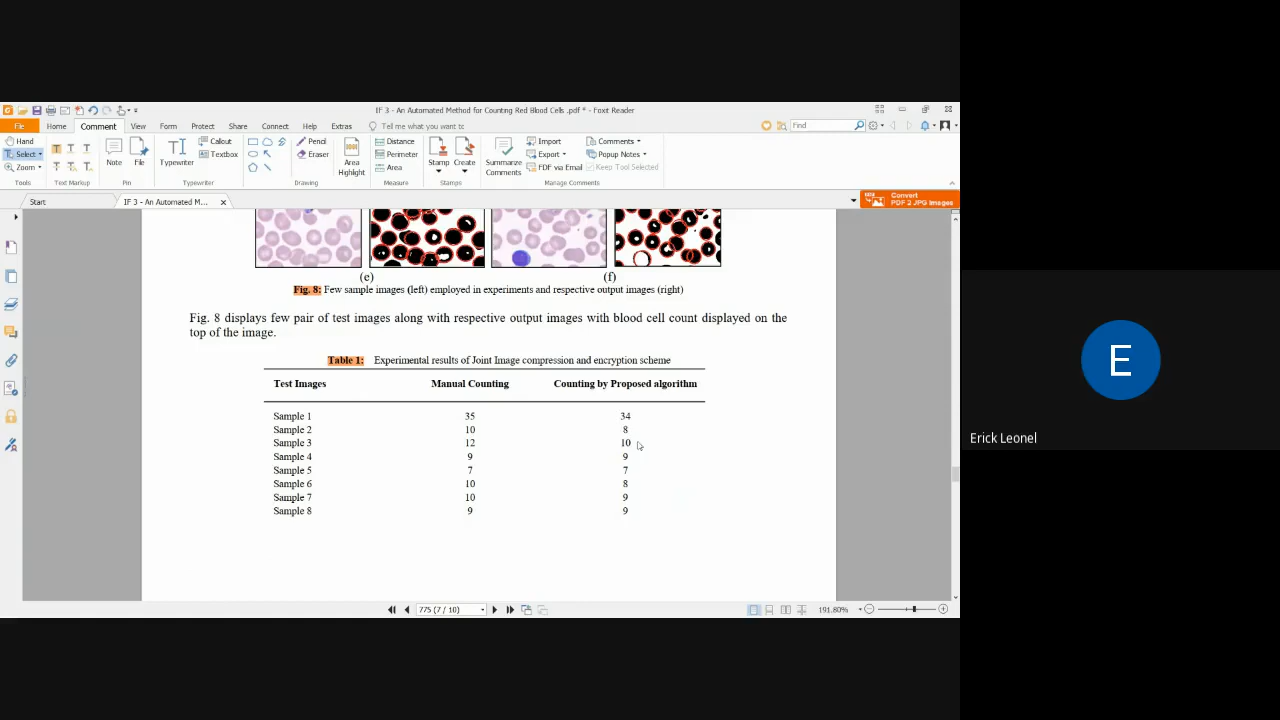 IF 3 - An Automated Method for Counting Red Blood Cells .pdf * - Foxit Reader
File Home Comment View Form Protect Share Connect Help Extras Tell me what you want tc Find
Hand
Select
Zoom
Tools
Text Markup
Note File
Pin
Typewriter
Callout
Textbox
Typewriter
Pencil
Eraser
Drawing
Area Highlight
Distance
Perimeter
Area
Measure
Stamp Create
Stamps
Summarize Comments
Import
Export
FDF via Email
Comments
Popup Notes
Keep Tool Selected
Manage Comments
Start IF 3 - An Automated M...
Convert
PDF 2 JPG Images
(e) (f)
Fig. 8: Few sample images (left) employed in experiments and respective output images (right)
Fig. 8 displays few pair of test images along with respective output images with blood cell count displayed on the
top of the image.
Table 1: Experimental results of Joint Image compression and encryption scheme
Test Images Manual Counting Counting by Proposed algorithm
Sample 1 35 34
Sample 2 10 8
Sample 3 12 10
Sample 4 9 9
Sample 5 7 7
Sample 6 10 8
Sample 7 10 9
Sample 8 9 9
775 (7 / 10)
191.80%
E
Erick Leonel